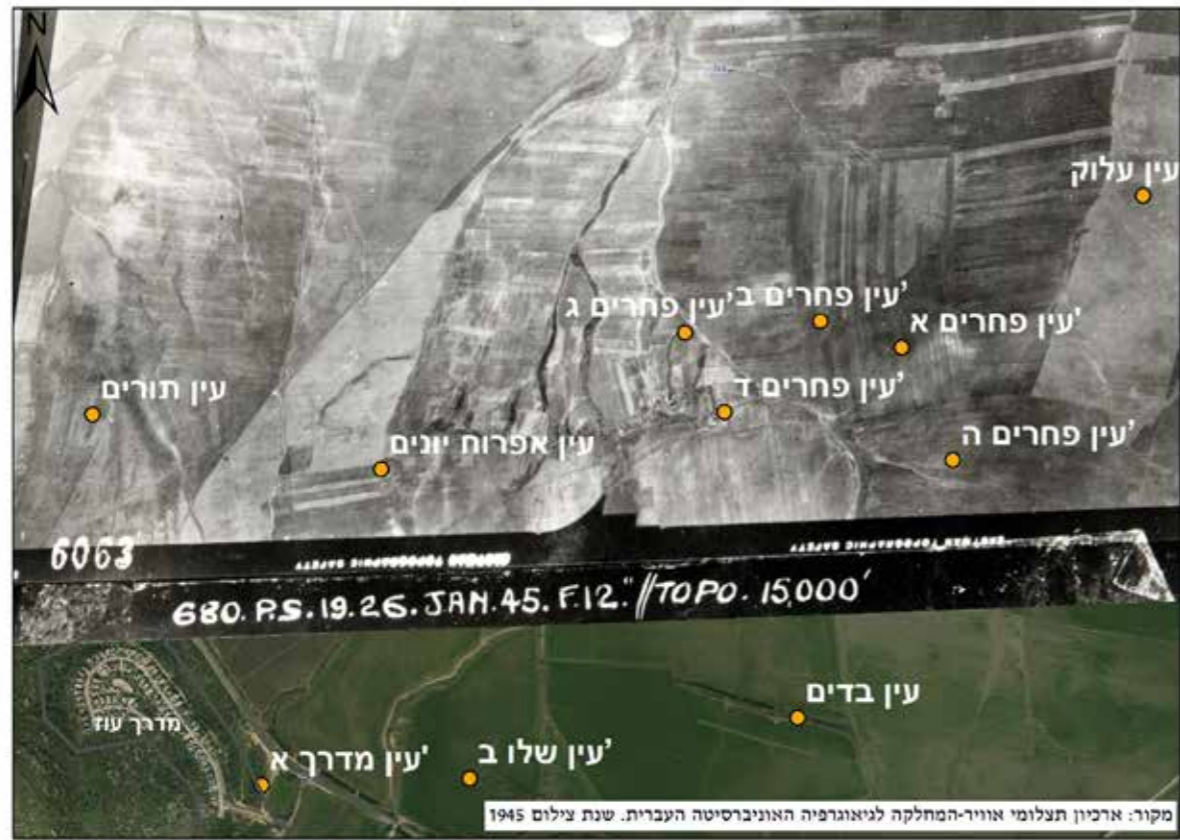 N
עין עלוק
עין פחרים ב'
עין פחרים ג'
עין פחרים א'
עין תורים
עין פחרים ד'
עין אפרוח יונים
עין פחרים ה'
6063
680. P.S. 19. 26. JAN. 45. F.12." // TOPO. 15,000'
עין בדים
מדרך עוז
עין מדרך א'
עין שלו ב'
מקור: ארכיון תצלומי אוויר-המחלקה לגיאוגרפיה האוניברסיטה העברית. שנת צילום 1945